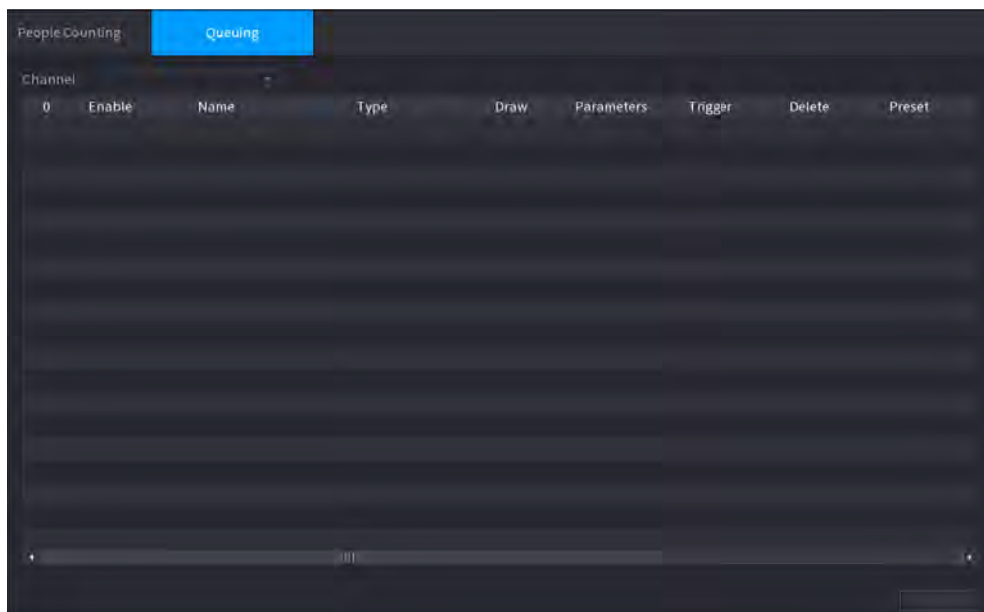 People Counting Queuing
Channel
0 Enable Name Type Draw Parameters Trigger Delete Preset